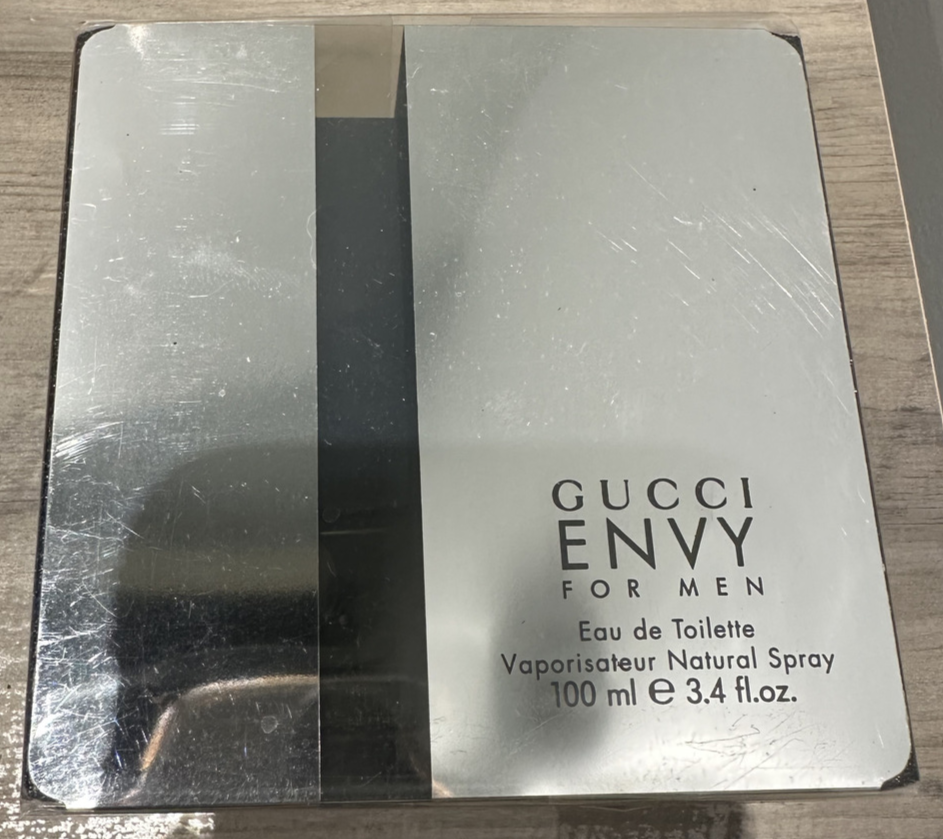 GUCCI
ENVY
FOR MEN
Eau de Toilette
Vaporisateur Natural Spray
100 ml ℮ 3.4 fl.oz.